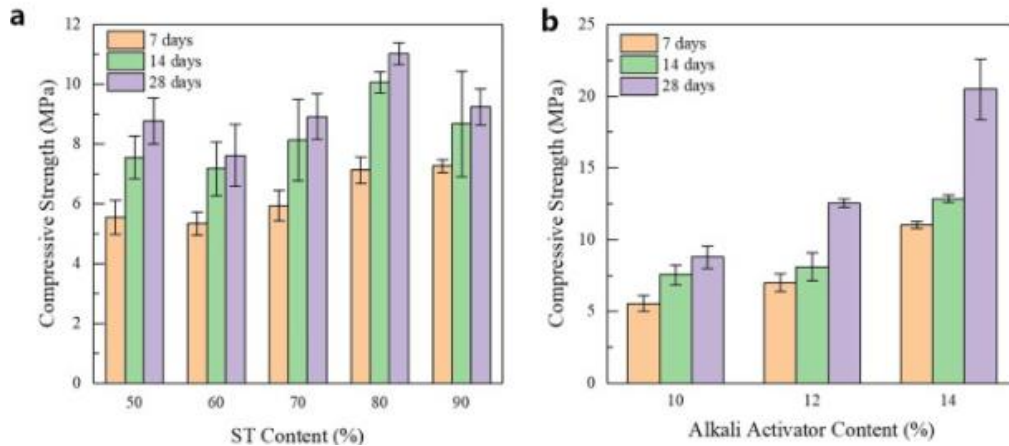 a
Compressive Strength (MPa)
12
10
8
6
4
2
0
7 days
14 days
28 days
50 60 70 80 90
ST Content (%)
b
Compressive Strength (MPa)
25
20
15
10
5
0
7 days
14 days
28 days
10 12 14
Alkali Activator Content (%)